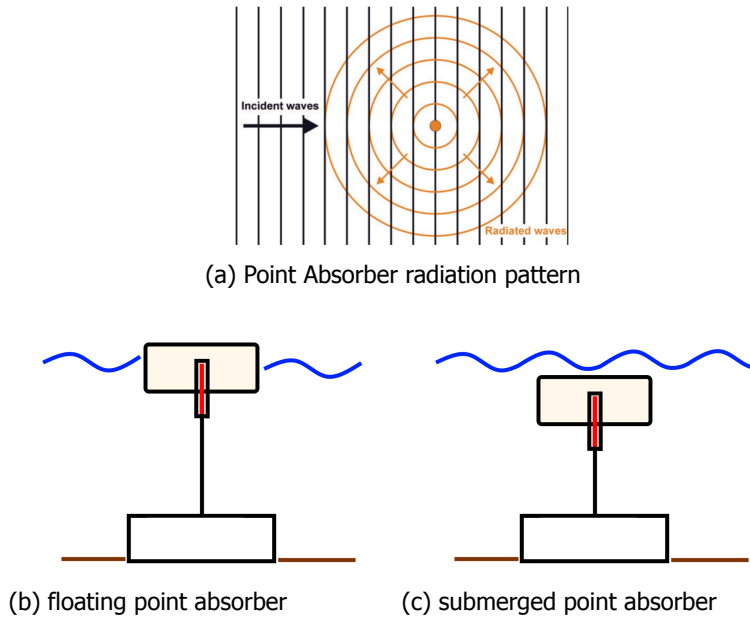 Incident waves
Radiated waves
(a) Point Absorber radiation pattern
(b) floating point absorber
(c) submerged point absorber